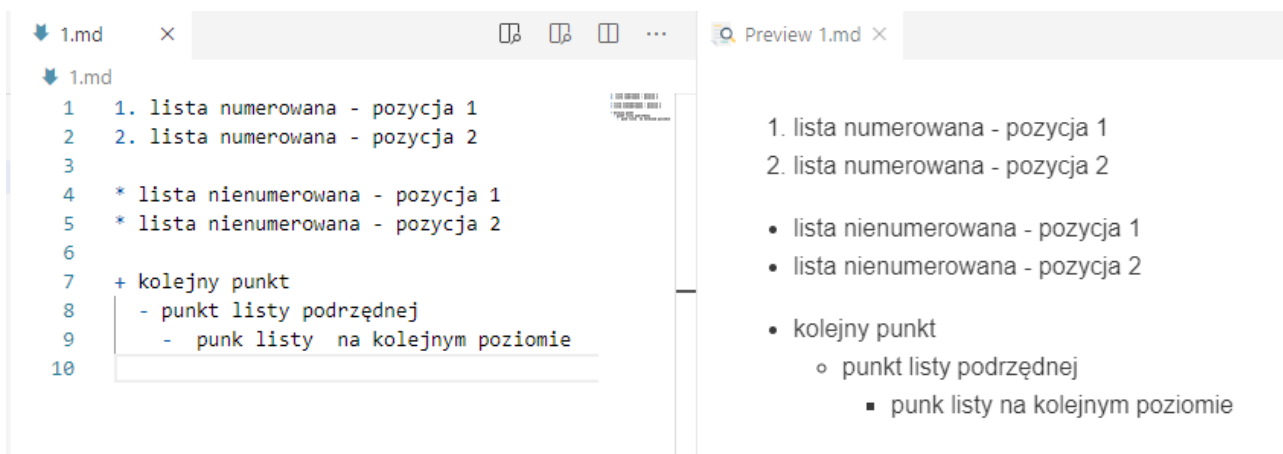 1.md
Preview 1.md
1.md
1 1. lista numerowana - pozycja 1
2 2. lista numerowana - pozycja 2
3
4 * lista nienumerowana - pozycja 1
5 * lista nienumerowana - pozycja 2
6
7 + kolejny punkt
8 - punkt listy podrzędnej
9 -  punk listy  na kolejnym poziomie
10
1. lista numerowana - pozycja 1
2. lista numerowana - pozycja 2
• lista nienumerowana - pozycja 1
• lista nienumerowana - pozycja 2
• kolejny punkt
◦ punkt listy podrzędnej
▪ punk listy na kolejnym poziomie